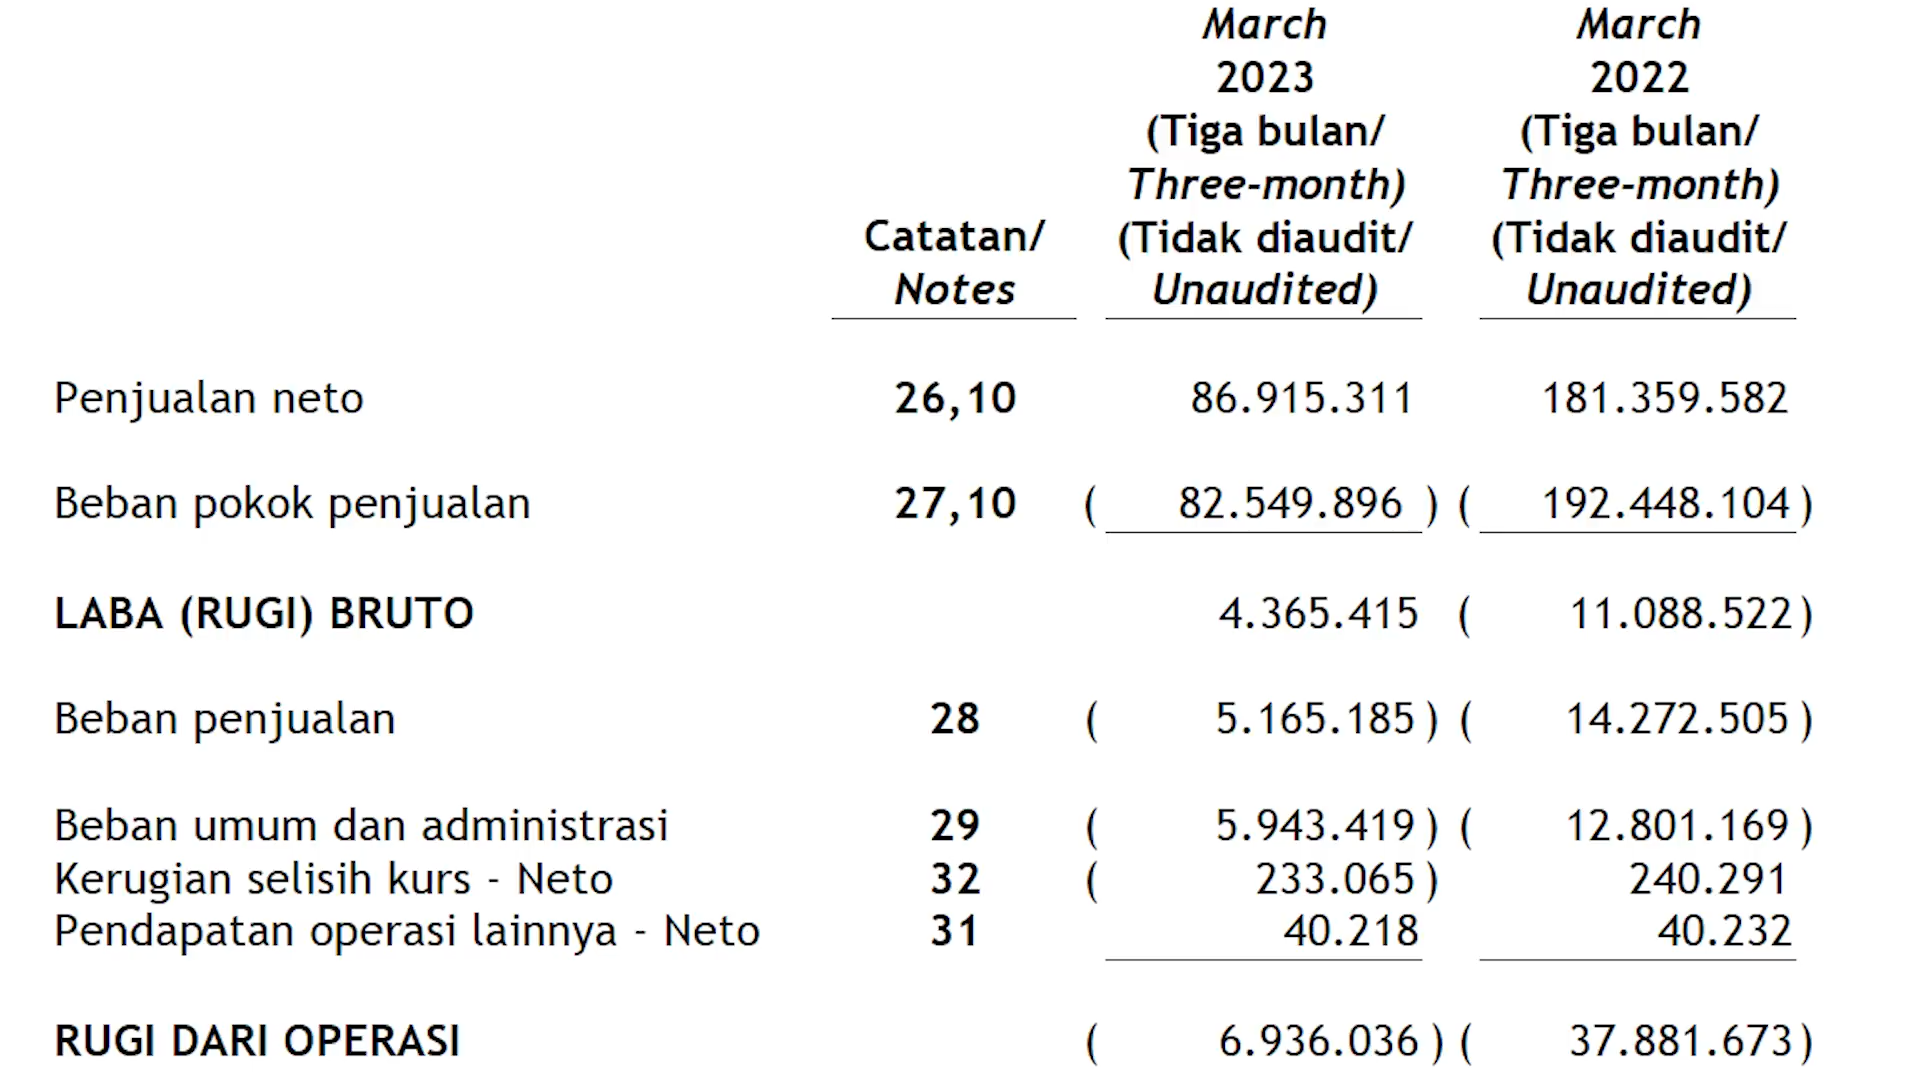 March March
2023 2022
(Tiga bulan/ (Tiga bulan/
Three-month) Three-month)
Catatan/ (Tidak diaudit/ (Tidak diaudit/
Notes Unaudited) Unaudited)
Penjualan neto 26,10 86.915.311 181.359.582
Beban pokok penjualan 27,10 ( 82.549.896 ) ( 192.448.104 )
LABA (RUGI) BRUTO 4.365.415 ( 11.088.522 )
Beban penjualan 28 ( 5.165.185 ) ( 14.272.505 )
Beban umum dan administrasi 29 ( 5.943.419 ) ( 12.801.169 )
Kerugian selisih kurs - Neto 32 ( 233.065 ) 240.291
Pendapatan operasi lainnya - Neto 31 40.218 40.232
RUGI DARI OPERASI ( 6.936.036 ) ( 37.881.673 )